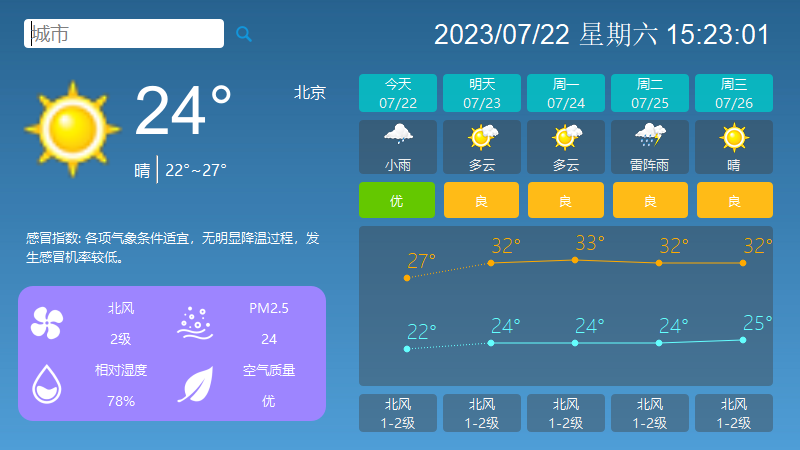 城市
2023/07/22 星期六 15:23:01
24°
北京
晴 22°~27°
感冒指数: 各项气象条件适宜，无明显降温过程，发
生感冒机率较低。
北风
2级
PM2.5
24
相对湿度
78%
空气质量
优
今天 明天 周一 周二 周三
07/22 07/23 07/24 07/25 07/26
小雨 多云 多云 雷阵雨 晴
优 良 良 良 良
27° 32° 33° 32° 32°
22° 24° 24° 24° 25°
北风 北风 北风 北风 北风
1-2级 1-2级 1-2级 1-2级 1-2级